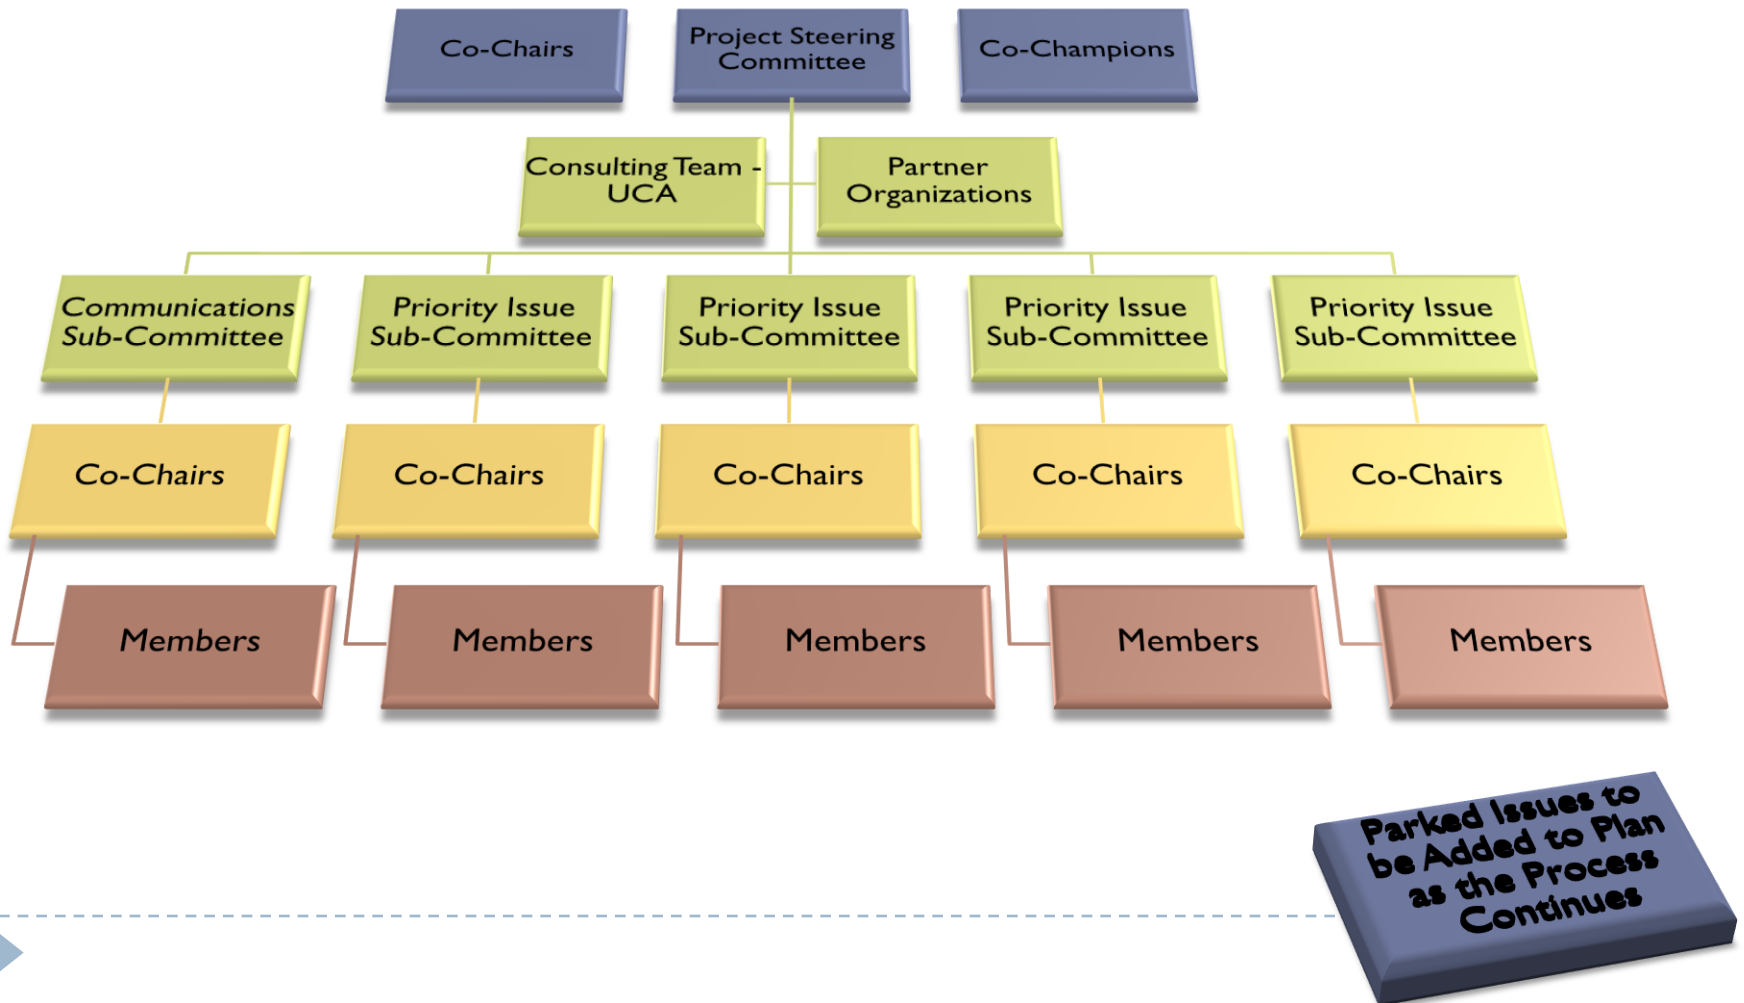 Co-Chairs
Project Steering
Committee
Co-Champions
Consulting Team -
UCA
Partner
Organizations
Communications
Sub-Committee
Priority Issue
Sub-Committee
Priority Issue
Sub-Committee
Priority Issue
Sub-Committee
Priority Issue
Sub-Committee
Co-Chairs
Co-Chairs
Co-Chairs
Co-Chairs
Co-Chairs
Members
Members
Members
Members
Members
Parked Issues to
be Added to Plan
as the Process
Continues